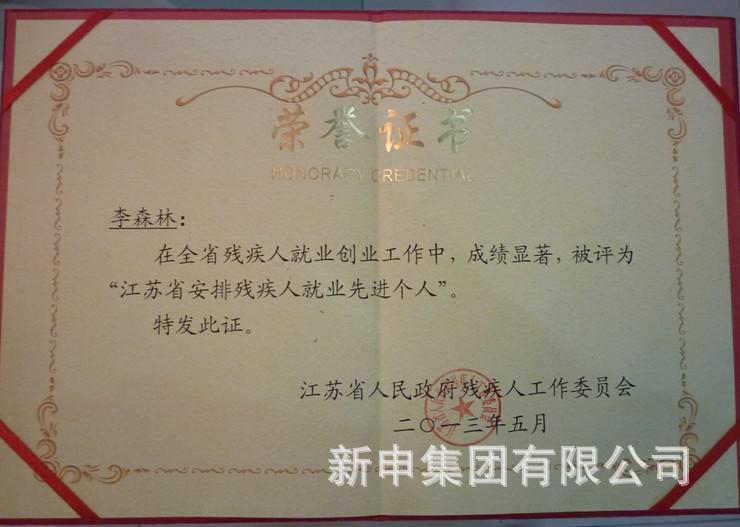 荣誉证书
HONORARY CREDENTIAL
李森林：
在全省残疾人就业创业工作中，成绩显著，被评为
“江苏省安排残疾人就业先进个人”。
特发此证。
江苏省人民政府残疾人工作委员会
二〇一三年五月
新申集团有限公司